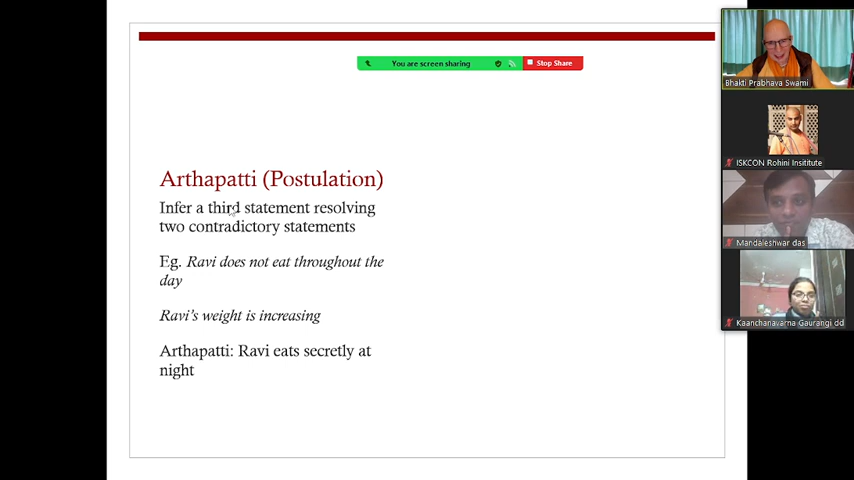 You are screen sharing
Stop Share
Bhakti Prabhava Swami
ISKCON Rohini Insititute
Mandaleshwar das
Kaanchanavarna Gaurangi dd
Arthapatti (Postulation)
Infer a third statement resolving
two contradictory statements
Eg. Ravi does not eat throughout the
day
Ravi's weight is increasing
Arthapatti: Ravi eats secretly at
night